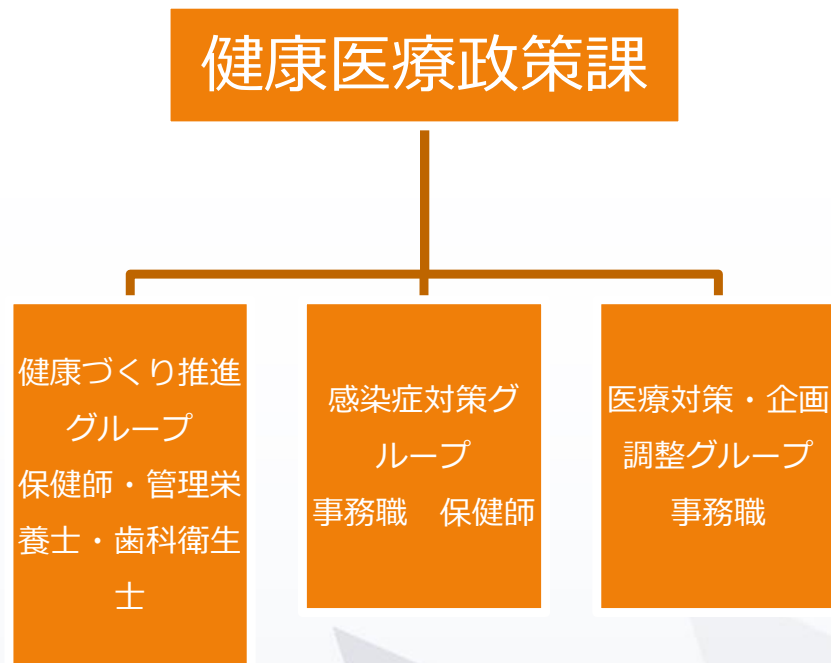 健康医療政策課
健康づくり推進
グループ
保健師・管理栄
養士・歯科衛生
士
感染症対策グ
ループ
事務職　保健師
医療対策・企画
調整グループ
事務職